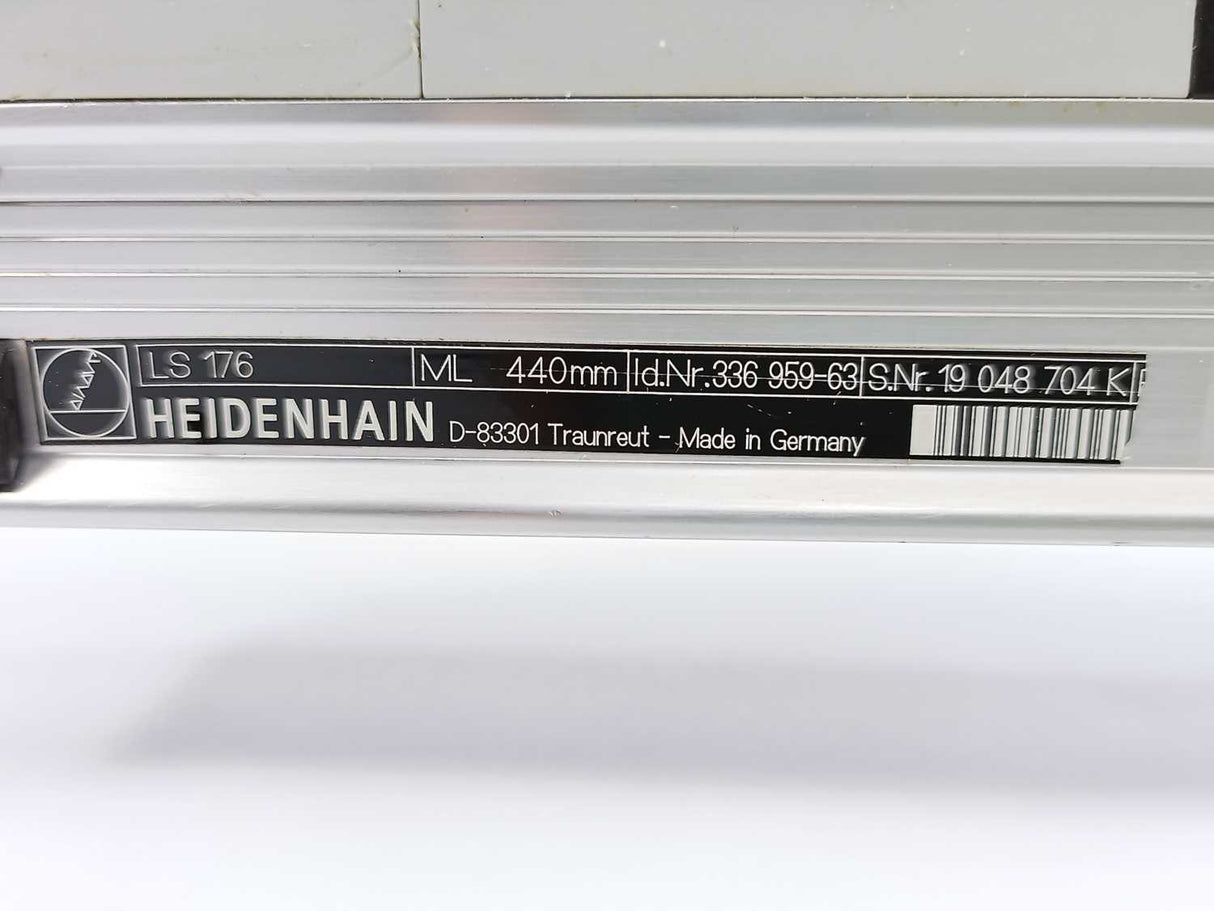 LS 176 ML 440mm Id.Nr.336 959-63 S.Nr. 19 048 704 K
HEIDENHAIN D-83301 Traunreut - Made in Germany